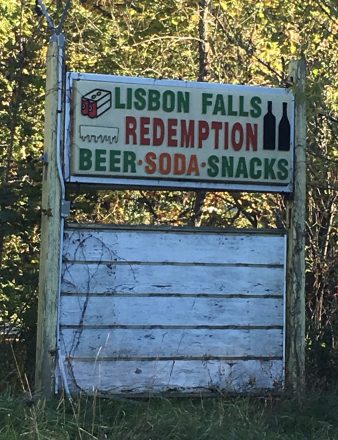 LISBON FALLS
REDEMPTION
BEER·SODA·SNACKS